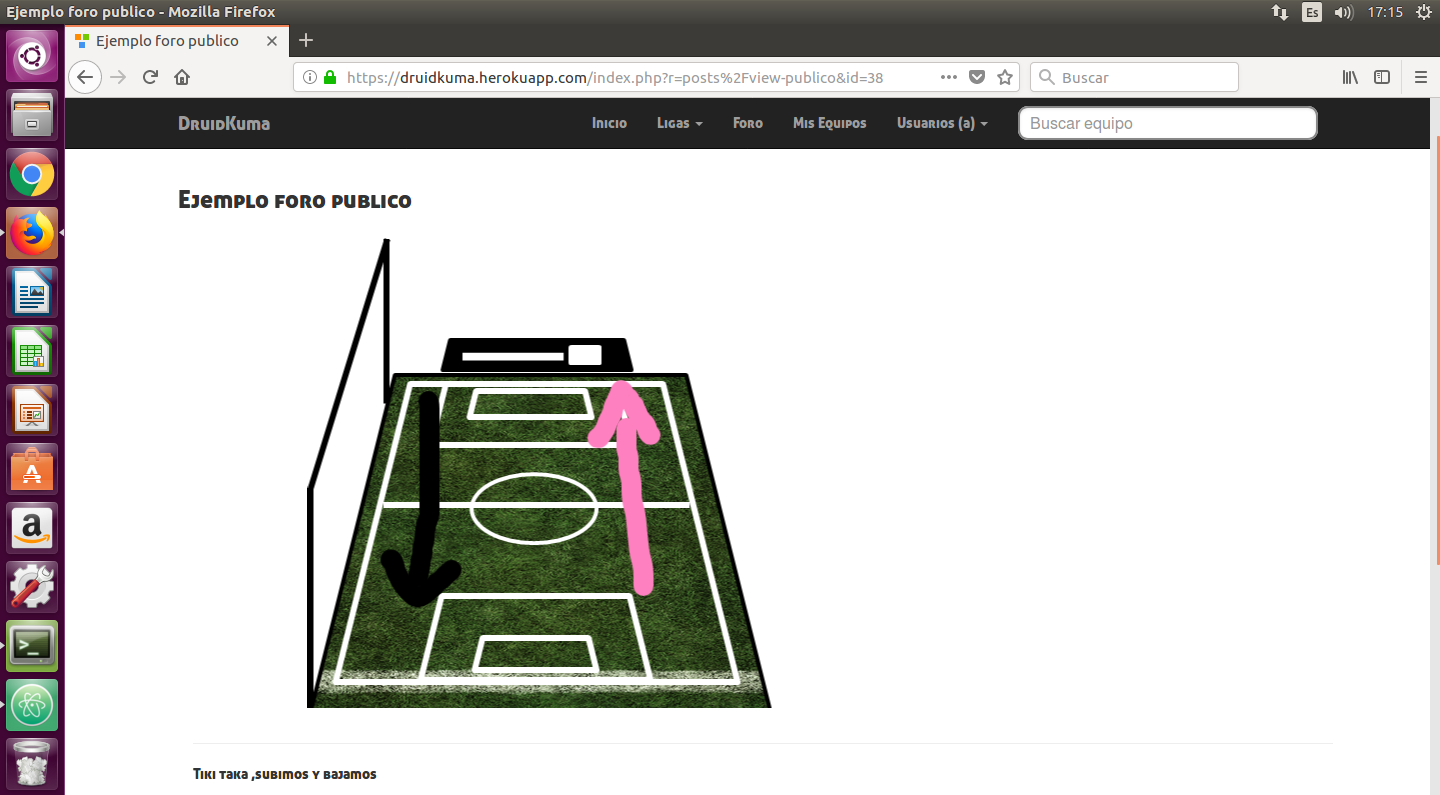 Ejemplo foro publico - Mozilla Firefox
Es
17:15
Ejemplo foro publico
https://druidkuma.herokuapp.com/index.php?r=posts%2Fview-publico&id=38
Buscar
DruidKuma
Inicio
Ligas
Foro
Mis Equipos
Usuarios (a)
Buscar equipo
Ejemplo foro publico
Tiki taka ,subimos y bajamos